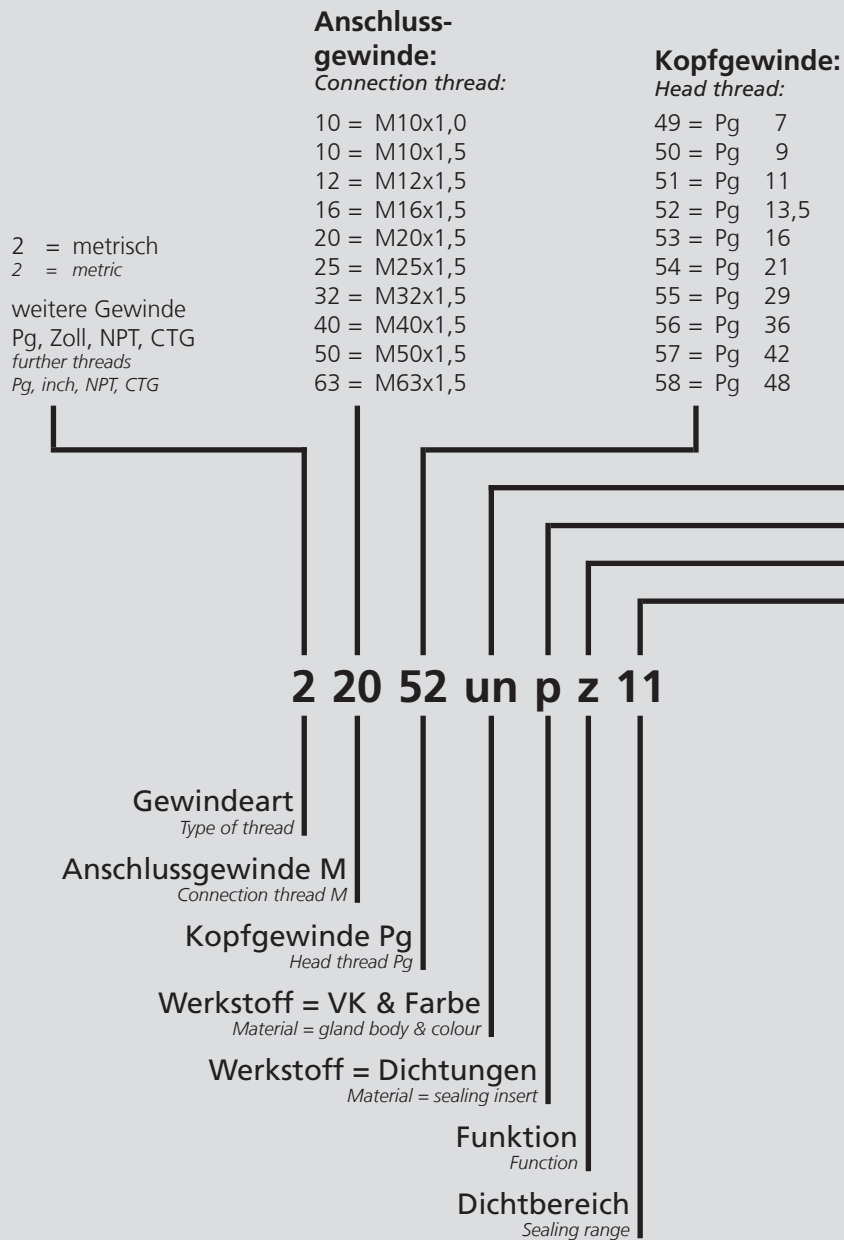 Anschluss-
gewinde:
Connection thread:
10 = M10x1,0
10 = M10x1,5
12 = M12x1,5
16 = M16x1,5
20 = M20x1,5
25 = M25x1,5
32 = M32x1,5
40 = M40x1,5
50 = M50x1,5
63 = M63x1,5
Kopfgewinde:
Head thread:
49 = Pg 7
50 = Pg 9
51 = Pg 11
52 = Pg 13,5
53 = Pg 16
54 = Pg 21
55 = Pg 29
56 = Pg 36
57 = Pg 42
58 = Pg 48
2 = metrisch
2 = metric
weitere Gewinde
Pg, Zoll, NPT, CTG
further threads
Pg, inch, NPT, CTG
2 20 52 un p z 11
Gewindeart
Type of thread
Anschlussgewinde M
Connection thread M
Kopfgewinde Pg
Head thread Pg
Werkstoff = VK & Farbe
Material = gland body & colour
Werkstoff = Dichtungen
Material = sealing insert
Funktion
Function
Dichtbereich
Sealing range